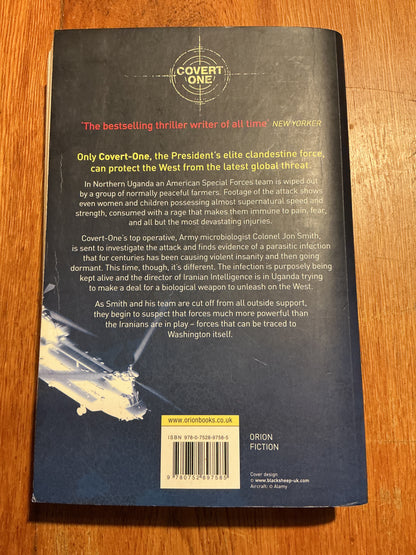 COVERT
ONE
'The bestselling thriller writer of all time' NEW YORKER
Only Covert-One, the President's elite clandestine force,
can protect the West from the latest global threat.
In Northern Uganda an American Special Forces team is wiped out
by a group of normally peaceful farmers. Footage of the attack shows
even women and children possessing almost supernatural speed and
strength, consumed with a rage that makes them immune to pain, fear,
and all but the most devastating injuries.
Covert-One's top operative, Army microbiologist Colonel Jon Smith,
is sent to investigate the attack and finds evidence of a parasitic infection
that for centuries has been causing violent insanity and then going
dormant. This time, though, it's different. The infection is purposely being
kept alive and the director of Iranian Intelligence is in Uganda trying
to make a deal for a biological weapon to unleash on the West.
As Smith and his team are cut off from all outside support,
they begin to suspect that forces much more powerful than the
Iranians are in play – forces that can be traced to
Washington itself.
www.orionbooks.co.uk
ISBN 978-0-7528-9758-5
9 780752 897585
ORION
FICTION
Cover design:
© www.blacksheep-uk.com
Aircraft: © Alamy